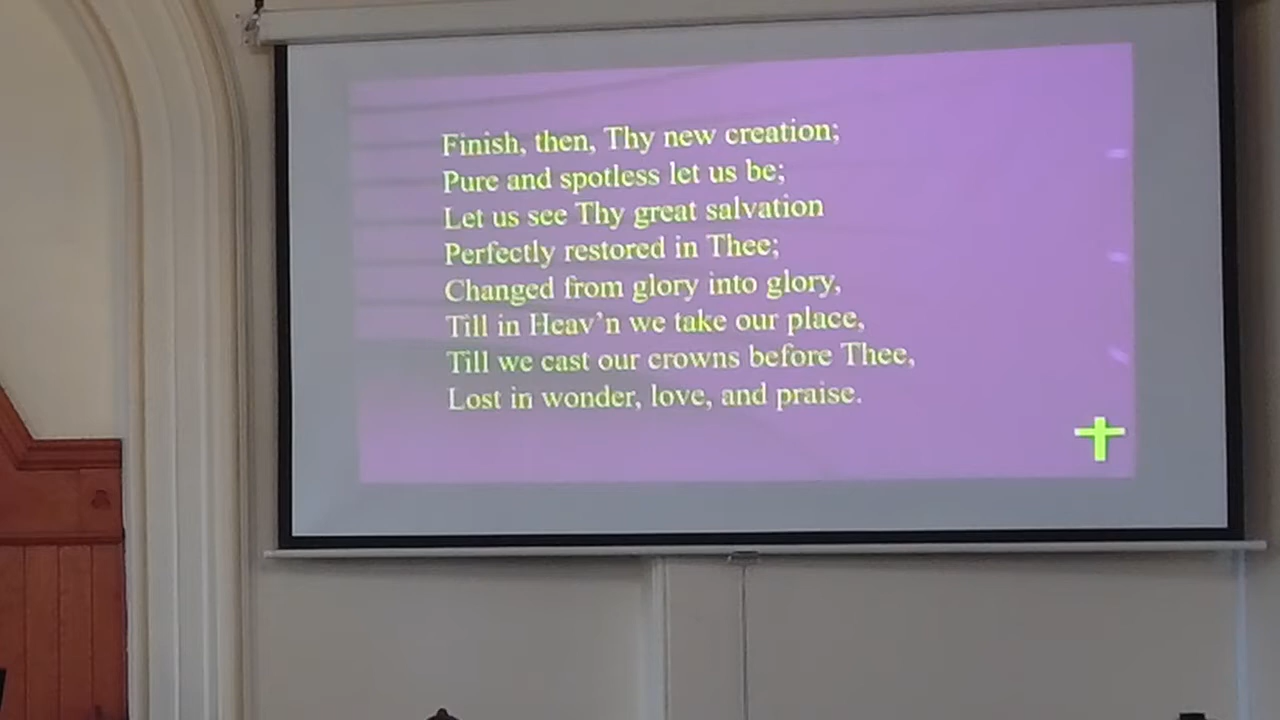 Finish, then, Thy new creation;
Pure and spotless let us be;
Let us see Thy great salvation
Perfectly restored in Thee;
Changed from glory into glory,
Till in Heav’n we take our place,
Till we cast our crowns before Thee,
Lost in wonder, love, and praise.